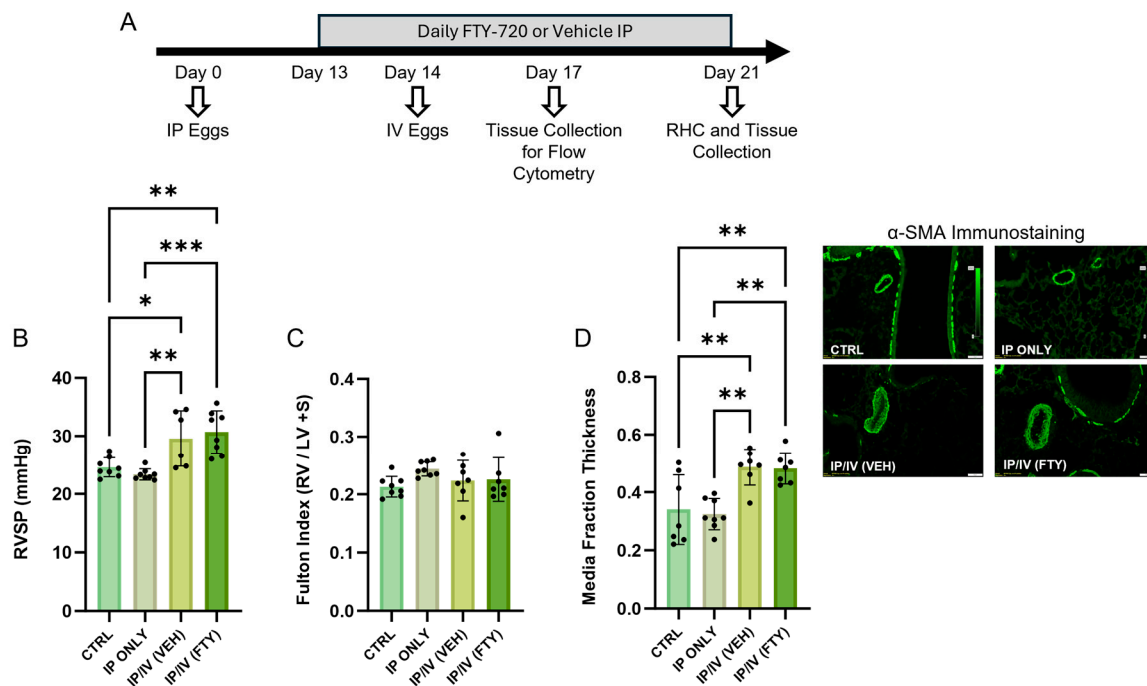 A
Daily FTY-720 or Vehicle IP
Day 0
Day 13
Day 14
Day 17
Day 21
IP Eggs
IV Eggs
Tissue Collection
for Flow
Cytometry
RHC and Tissue
Collection
B
**
***
*
**
RVSP (mmHg)
40
30
20
10
0
CTRL
IP ONLY
IP/IV (VEH)
IP/IV (FTY)
C
Fulton Index (RV / LV +S)
0.4
0.3
0.2
0.1
0.0
CTRL
IP ONLY
IP/IV (VEH)
IP/IV (FTY)
D
**
**
**
**
Media Fraction Thickness
0.8
0.6
0.4
0.2
0.0
CTRL
IP ONLY
IP/IV (VEH)
IP/IV (FTY)
α-SMA Immunostaining
CTRL
IP ONLY
IP/IV (VEH)
IP/IV (FTY)